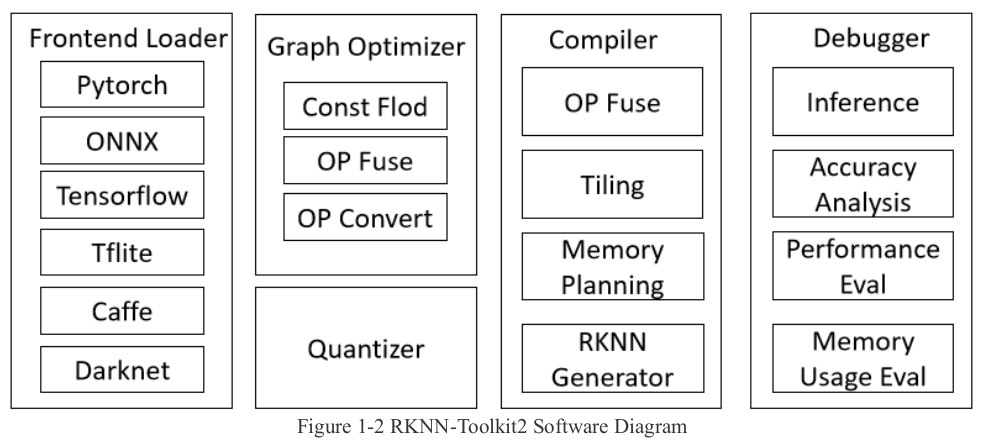 Frontend Loader
Pytorch
ONNX
Tensorflow
Tflite
Caffe
Darknet
Graph Optimizer
Const Flod
OP Fuse
OP Convert
Quantizer
Compiler
OP Fuse
Tiling
Memory
Planning
RKNN
Generator
Debugger
Inference
Accuracy
Analysis
Performance
Eval
Memory
Usage Eval
Figure 1-2 RKNN-Toolkit2 Software Diagram